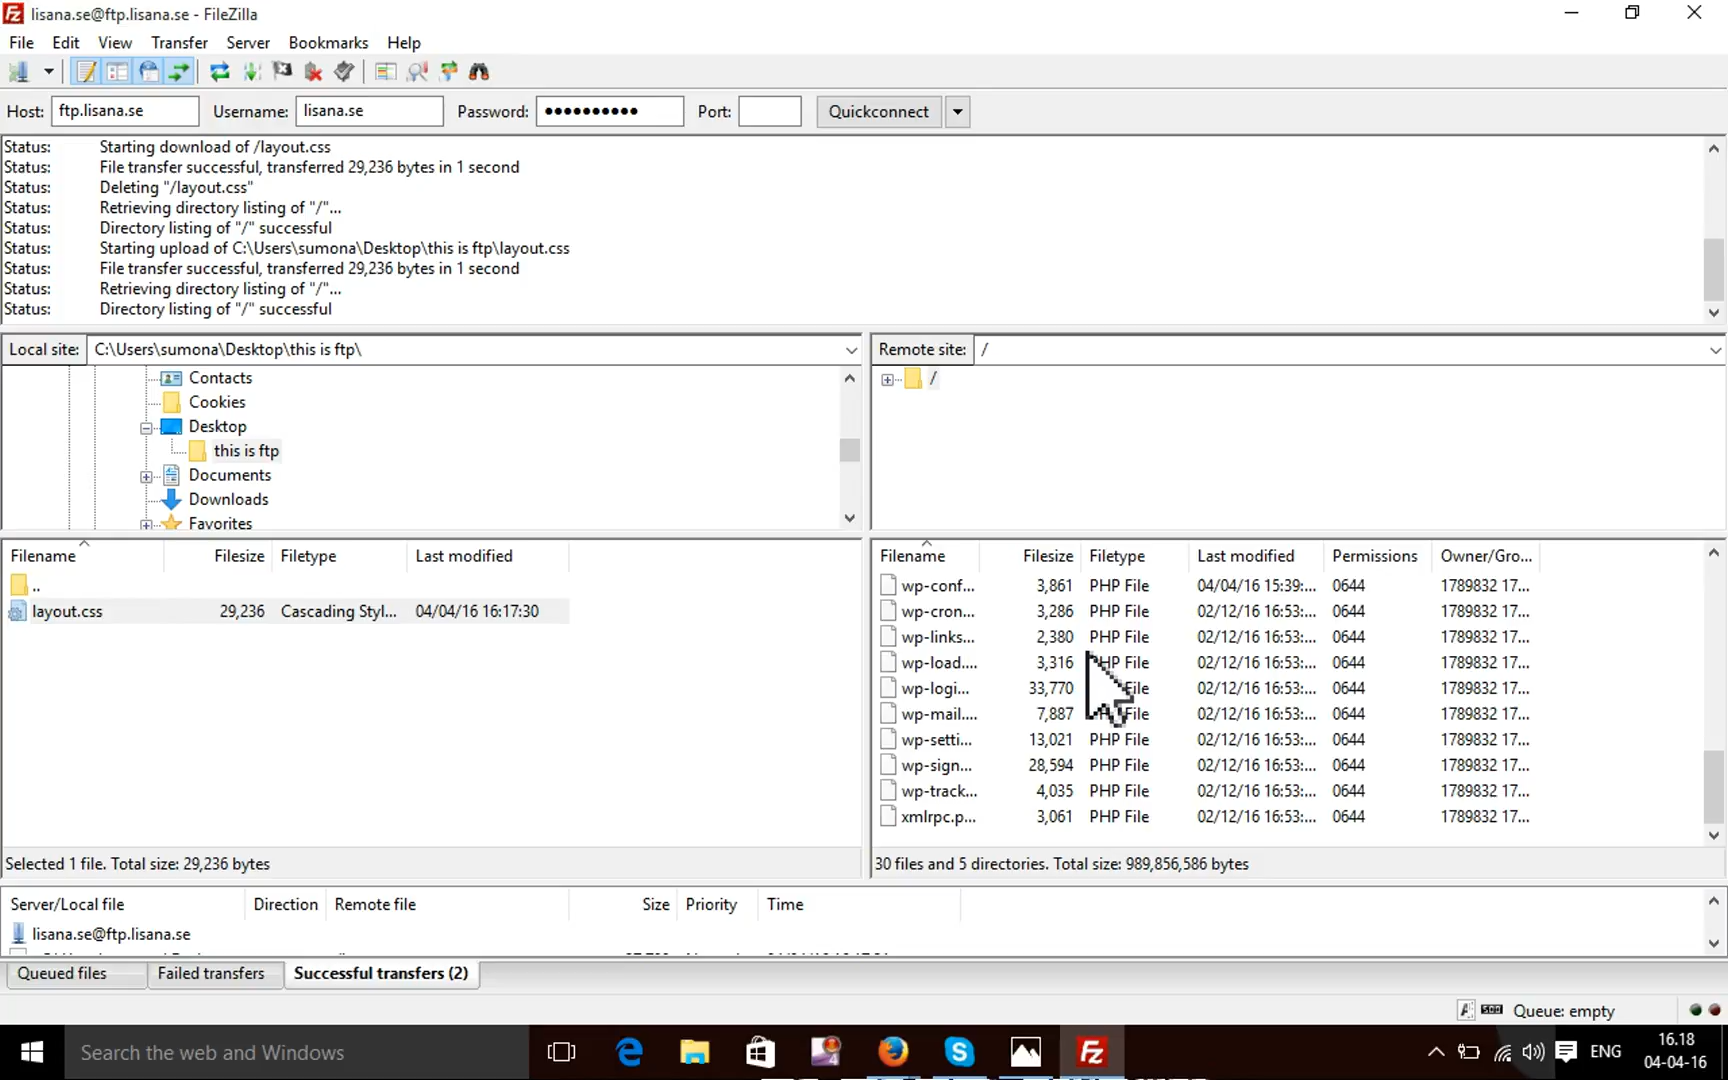 lisana.se@ftp.lisana.se - FileZilla
File Edit View Transfer Server Bookmarks Help
Host: ftp.lisana.se Username: lisana.se Password: ●●●●●●●●●● Port: Quickconnect
Status: Starting download of /layout.css
Status: File transfer successful, transferred 29,236 bytes in 1 second
Status: Deleting "/layout.css"
Status: Retrieving directory listing of "/"...
Status: Directory listing of "/" successful
Status: Starting upload of C:\Users\sumona\Desktop\this is ftp\layout.css
Status: File transfer successful, transferred 29,236 bytes in 1 second
Status: Retrieving directory listing of "/"...
Status: Directory listing of "/" successful
Local site: C:\Users\sumona\Desktop\this is ftp\
Contacts
Cookies
Desktop
this is ftp
Documents
Downloads
Favorites
Remote site: /
/
Filename Filesize Filetype Last modified
..
layout.css 29,236 Cascading Styl... 04/04/16 16:17:30
Selected 1 file. Total size: 29,236 bytes
Filename Filesize Filetype Last modified Permissions Owner/Gro...
wp-conf... 3,861 PHP File 04/04/16 15:39:... 0644 1789832 17...
wp-cron... 3,286 PHP File 02/12/16 16:53:... 0644 1789832 17...
wp-links... 2,380 PHP File 02/12/16 16:53:... 0644 1789832 17...
wp-load.... 3,316 PHP File 02/12/16 16:53:... 0644 1789832 17...
wp-logi... 33,770 File 02/12/16 16:53:... 0644 1789832 17...
wp-mail.... 7,887 PHP File 02/12/16 16:53:... 0644 1789832 17...
wp-setti... 13,021 PHP File 02/12/16 16:53:... 0644 1789832 17...
wp-sign... 28,594 PHP File 02/12/16 16:53:... 0644 1789832 17...
wp-track... 4,035 PHP File 02/12/16 16:53:... 0644 1789832 17...
xmlrpc.p... 3,061 PHP File 02/12/16 16:53:... 0644 1789832 17...
30 files and 5 directories. Total size: 989,856,586 bytes
Server/Local file Direction Remote file Size Priority Time
lisana.se@ftp.lisana.se
Queued files Failed transfers Successful transfers (2)
Queue: empty
Search the web and Windows
ENG
16.18
04-04-16